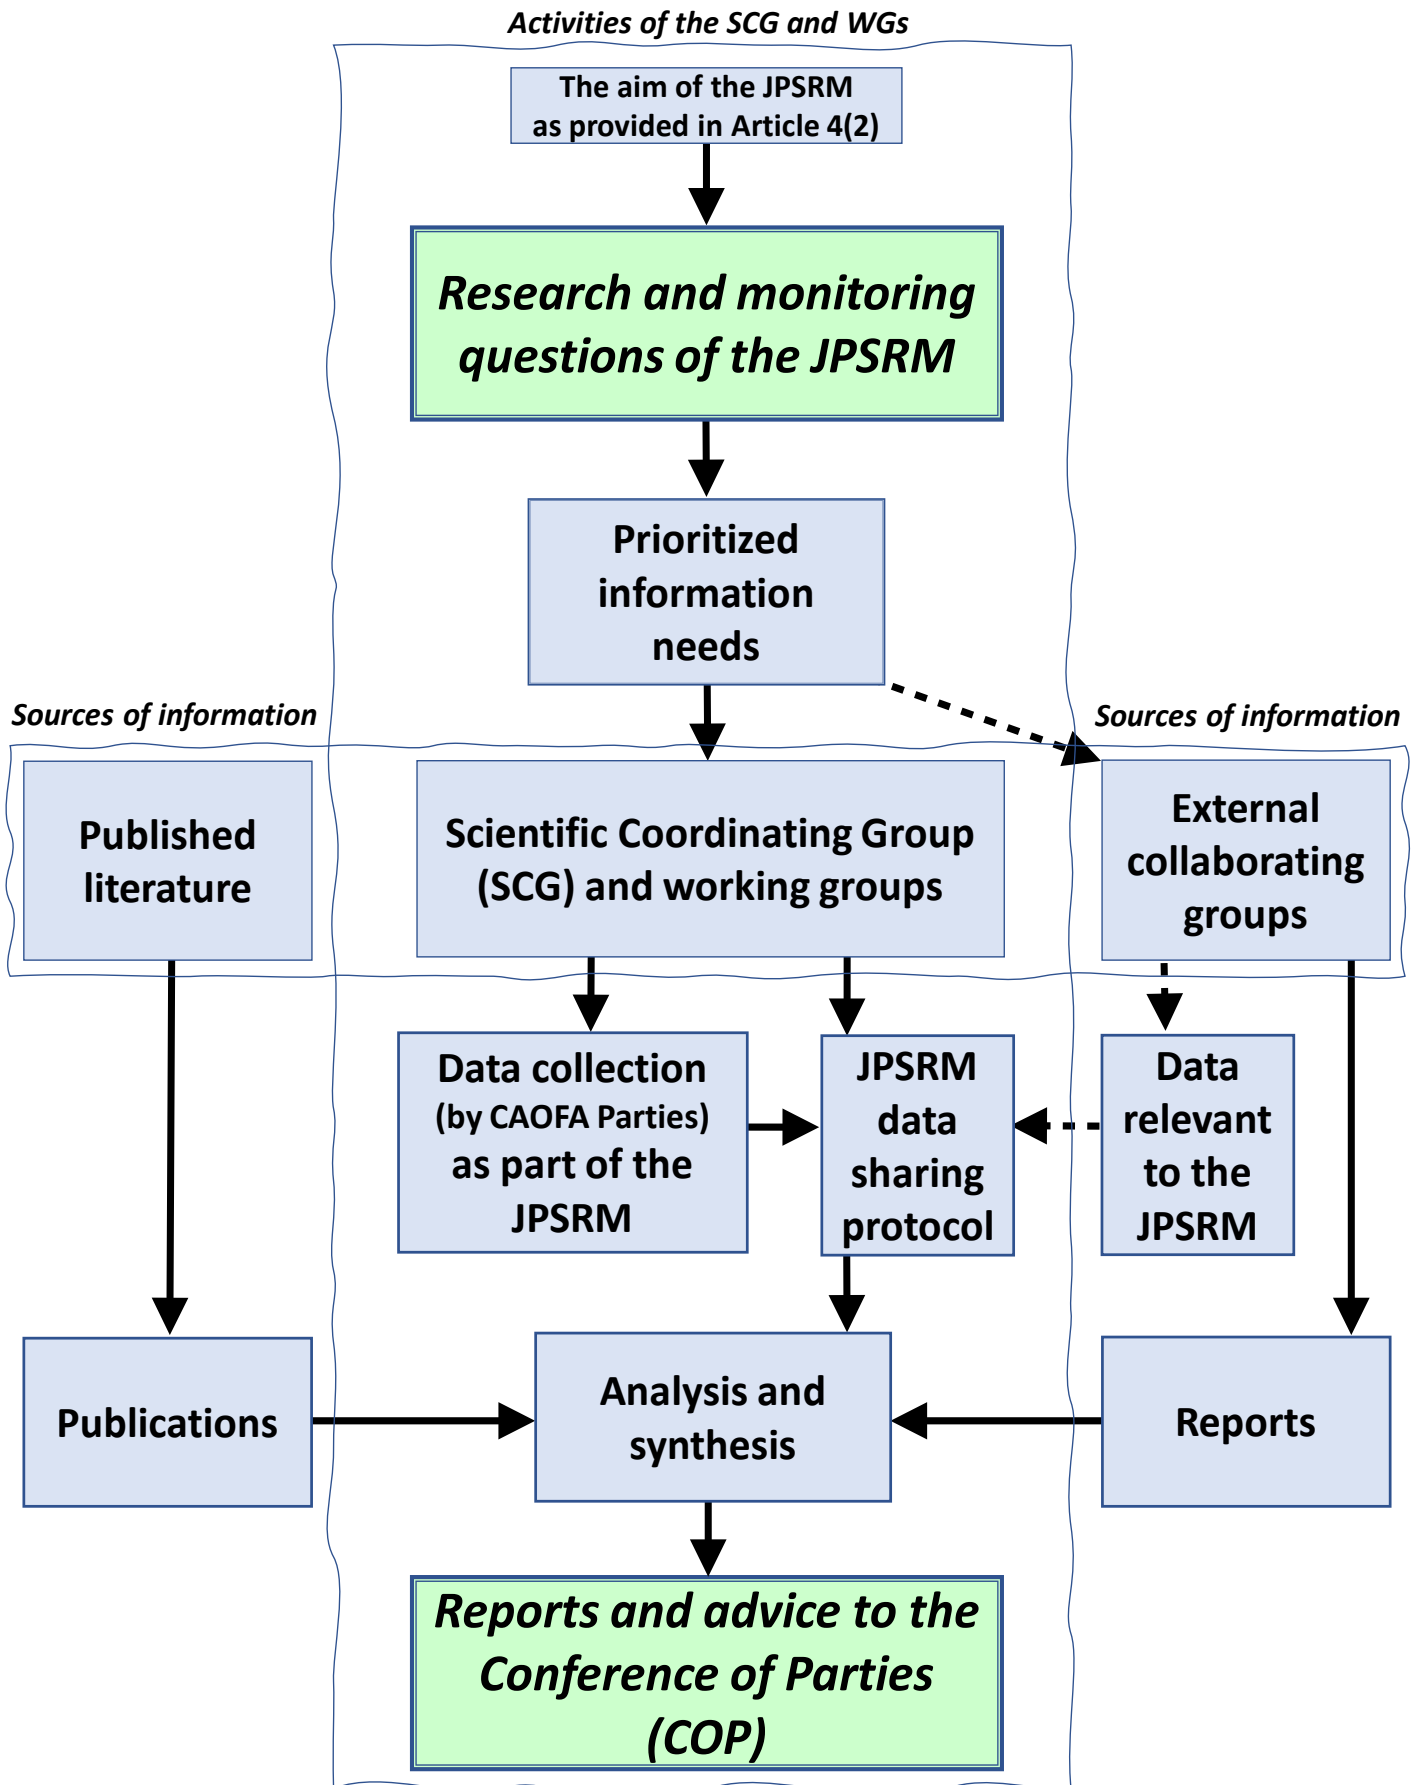 Activities of the SCG and WGs
The aim of the JPSRM
as provided in Article 4(2)
Research and monitoring
questions of the JPSRM
Prioritized
information
needs
Sources of information
Sources of information
Published
literature
Scientific Coordinating Group
(SCG) and working groups
External
collaborating
groups
Data collection
(by CAOFA Parties)
as part of the
JPSRM
JPSRM
data
sharing
protocol
Data
relevant
to the
JPSRM
Publications
Analysis and
synthesis
Reports
Reports and advice to the
Conference of Parties
(COP)